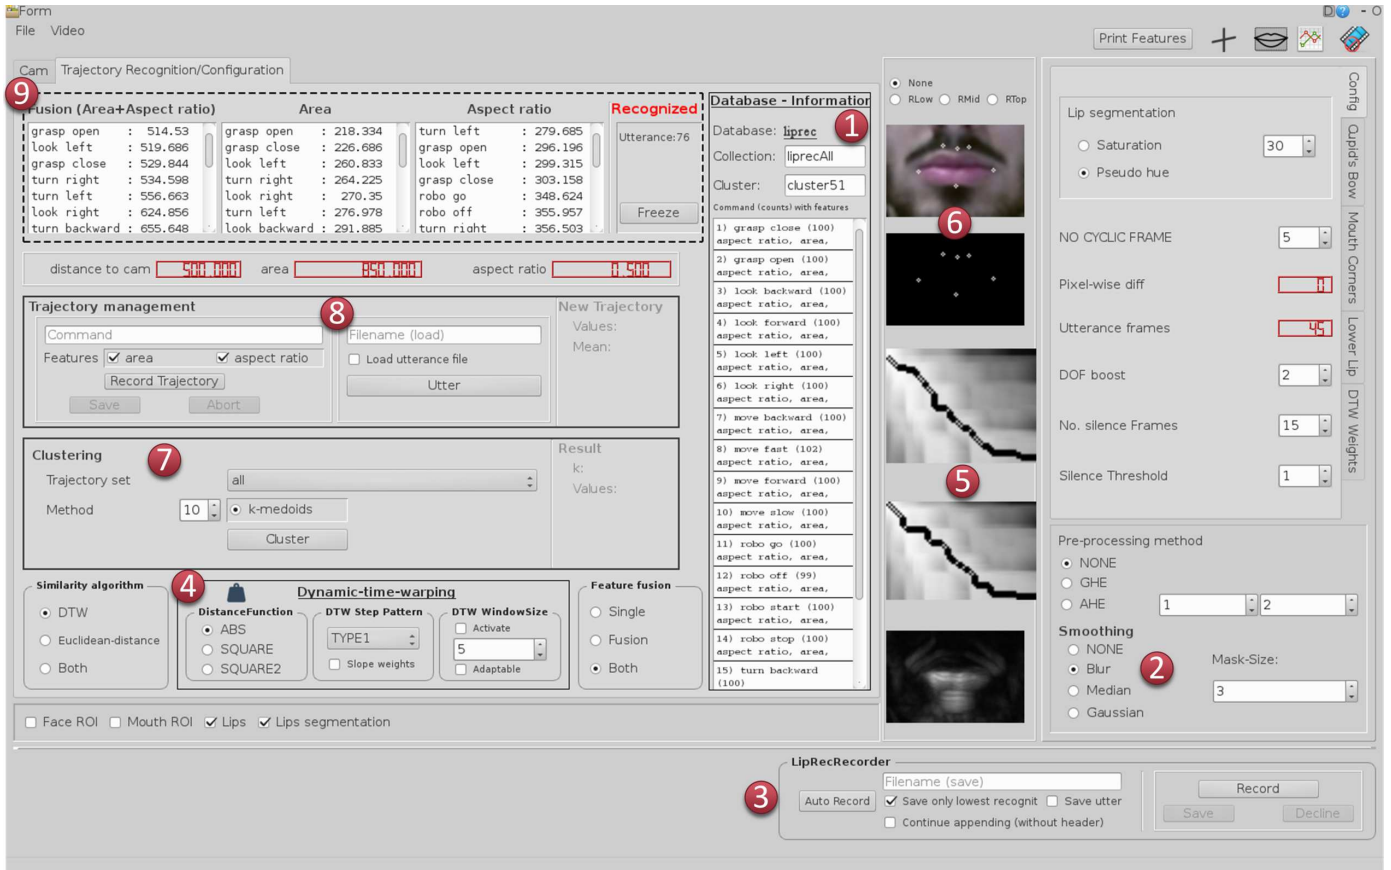 Form
File Video
Print Features
Cam Trajectory Recognition/Configuration
9
Fusion (Area+Aspect ratio) Area Aspect ratio Recognized
grasp open : 514.53
look left : 519.686
grasp close : 529.844
turn right : 534.598
turn left : 556.663
look right : 624.856
turn backward : 655.648
grasp open : 218.334
grasp close : 226.686
look left : 260.833
turn right : 264.225
look right : 270.35
turn left : 276.978
look backward : 291.885
turn left : 279.685
grasp open : 296.196
look left : 299.315
grasp close : 303.158
robo go : 348.624
robo off : 355.957
turn right : 356.503
Utterance:76
Freeze
distance to cam 500.000 area 850.000 aspect ratio 0.500
Trajectory management
8
Command
Features area aspect ratio
Record Trajectory
Save Abort
Filename (load)
Load utterance file
Utter
New Trajectory
Values:
Mean:
Clustering
7
Trajectory set all
Method 10 k-medoids
Cluster
Result
k:
Values:
Similarity algorithm
DTW
Euclidean-distance
Both
4
Dynamic-time-warping
DistanceFunction
ABS
SQUARE
SQUARE2
DTW Step Pattern
TYPE1
Slope weights
DTW WindowSize
Activate
5
Adaptable
Feature fusion
Single
Fusion
Both
Face ROI Mouth ROI Lips Lips segmentation
Database - Information
1
Database: liprec
Collection: liprecAll
Cluster: cluster51
Command (counts) with features
1) grasp close (100)
aspect ratio, area,
2) grasp open (100)
aspect ratio, area,
3) look backward (100)
aspect ratio, area,
4) look forward (100)
aspect ratio, area,
5) look left (100)
aspect ratio, area,
6) look right (100)
aspect ratio, area,
7) move backward (100)
aspect ratio, area,
8) move fast (102)
aspect ratio, area,
9) move forward (100)
aspect ratio, area,
10) move slow (100)
aspect ratio, area,
11) robo go (100)
aspect ratio, area,
12) robo off (99)
aspect ratio, area,
13) robo start (100)
aspect ratio, area,
14) robo stop (100)
aspect ratio, area,
15) turn backward
(100)
None
RLow RMid RTop
6
5
Lip segmentation
Saturation 30
Pseudo hue
NO CYCLIC FRAME 5
Pixel-wise diff 0
Utterance frames 45
DOF boost 2
No. silence Frames 15
Silence Threshold 1
Config
Cupid's Bow
Mouth Corners
Lower Lip
DTW Weights
Pre-processing method
NONE
GHE
AHE 1 2
Smoothing
NONE
Blur
Median
Gaussian
2
Mask-Size:
3
LipRecRecorder
3
Auto Record
Filename (save)
Save only lowest recognit Save utter
Continue appending (without header)
Record
Save Decline